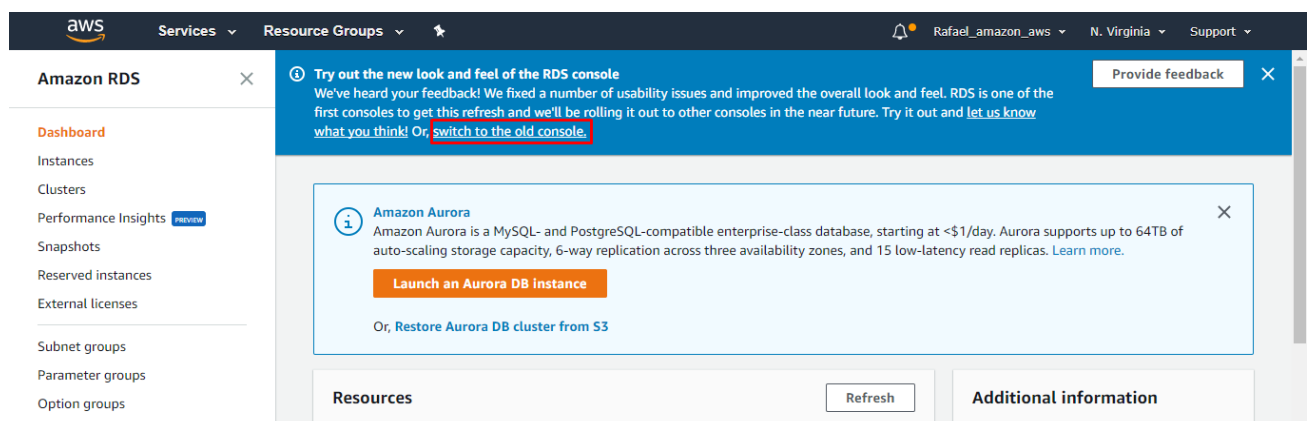 aws Services Resource Groups Rafael_amazon_aws N. Virginia Support
Amazon RDS
Dashboard
Instances
Clusters
Performance Insights PREVIEW
Snapshots
Reserved instances
External licenses
Subnet groups
Parameter groups
Option groups
Try out the new look and feel of the RDS console
We've heard your feedback! We fixed a number of usability issues and improved the overall look and feel. RDS is one of the
first consoles to get this refresh and we'll be rolling it out to other consoles in the near future. Try it out and let us know
what you think! Or, switch to the old console.
Provide feedback
Amazon Aurora
Amazon Aurora is a MySQL- and PostgreSQL-compatible enterprise-class database, starting at <$1/day. Aurora supports up to 64TB of
auto-scaling storage capacity, 6-way replication across three availability zones, and 15 low-latency read replicas. Learn more.
Launch an Aurora DB instance
Or, Restore Aurora DB cluster from S3
Resources
Refresh
Additional information